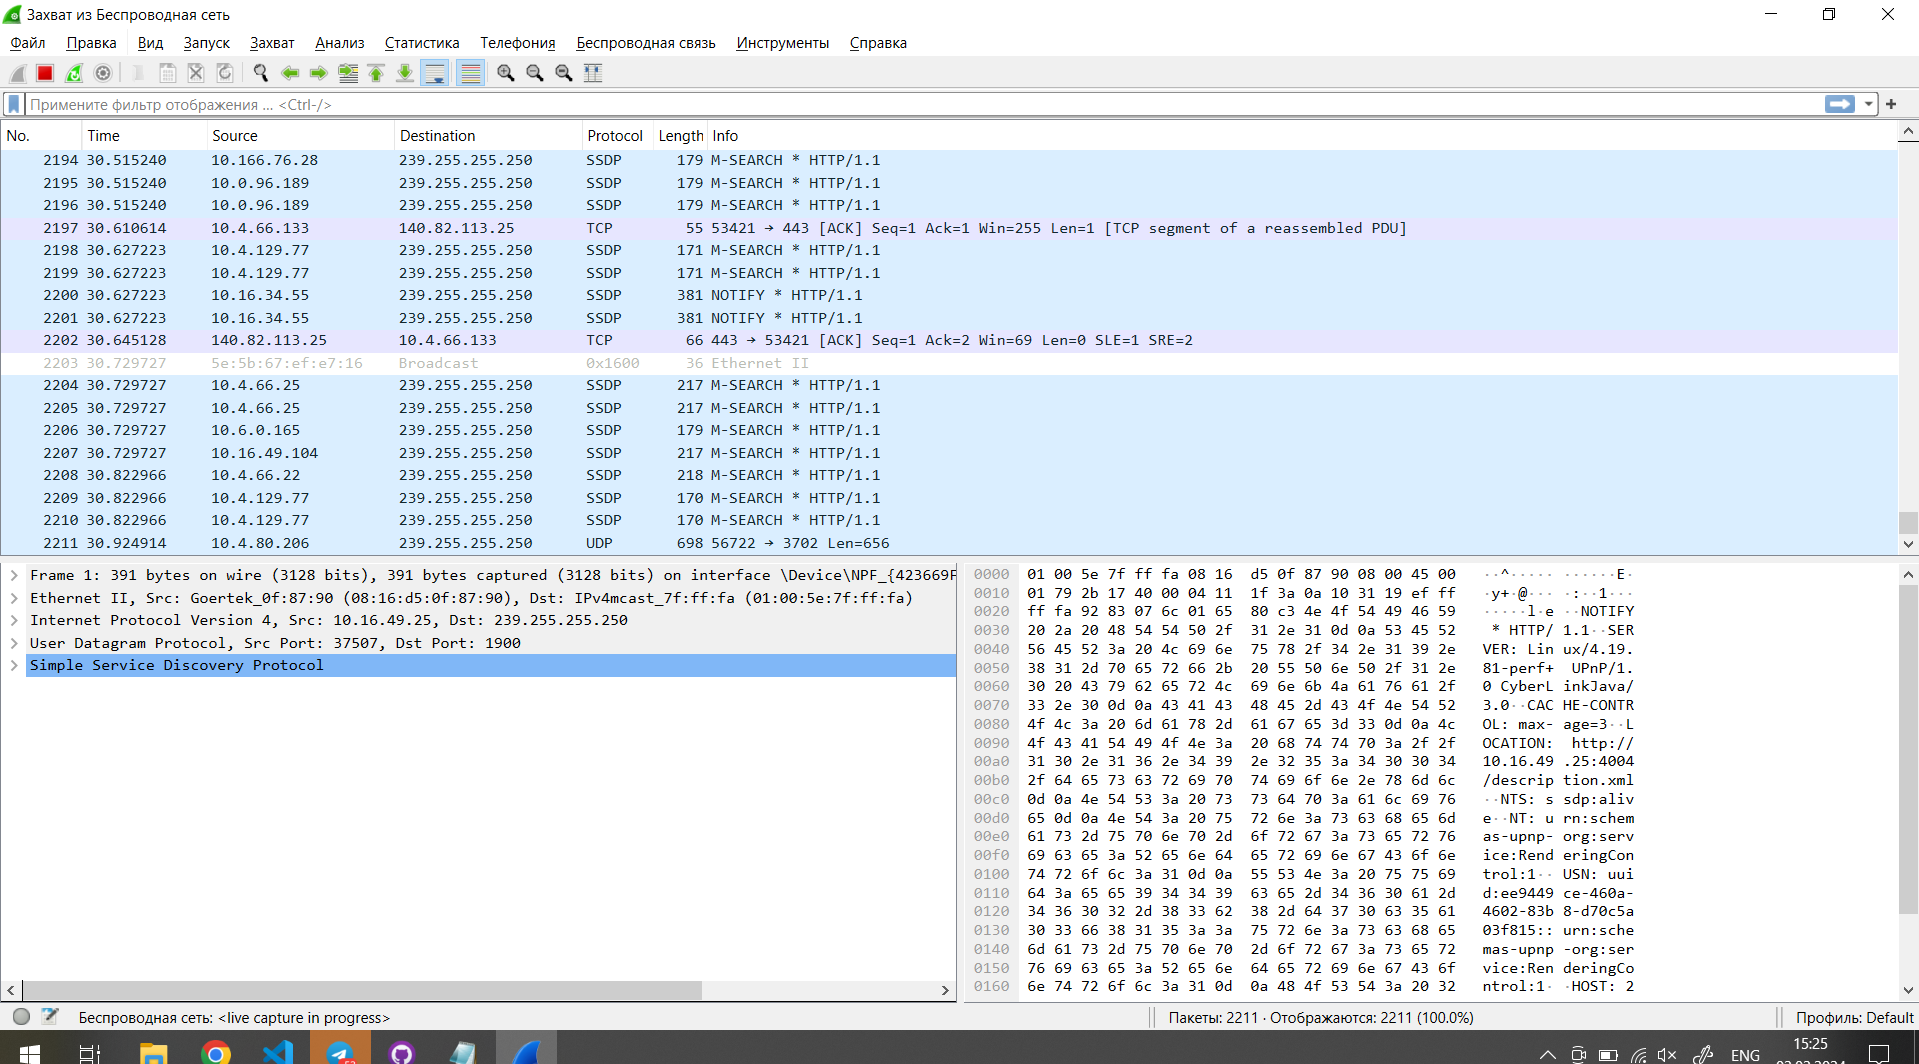 Захват из Беспроводная сеть
Файл Правка Вид Запуск Захват Анализ Статистика Телефония Беспроводная связь Инструменты Справка
Примените фильтр отображения ... <Ctrl-/>
No. Time Source Destination Protocol Length Info
2194 30.515240 10.166.76.28 239.255.255.250 SSDP 179 M-SEARCH * HTTP/1.1
2195 30.515240 10.0.96.189 239.255.255.250 SSDP 179 M-SEARCH * HTTP/1.1
2196 30.515240 10.0.96.189 239.255.255.250 SSDP 179 M-SEARCH * HTTP/1.1
2197 30.610614 10.4.66.133 140.82.113.25 TCP 55 53421 → 443 [ACK] Seq=1 Ack=1 Win=255 Len=1 [TCP segment of a reassembled PDU]
2198 30.627223 10.4.129.77 239.255.255.250 SSDP 171 M-SEARCH * HTTP/1.1
2199 30.627223 10.4.129.77 239.255.255.250 SSDP 171 M-SEARCH * HTTP/1.1
2200 30.627223 10.16.34.55 239.255.255.250 SSDP 381 NOTIFY * HTTP/1.1
2201 30.627223 10.16.34.55 239.255.255.250 SSDP 381 NOTIFY * HTTP/1.1
2202 30.645128 140.82.113.25 10.4.66.133 TCP 66 443 → 53421 [ACK] Seq=1 Ack=2 Win=69 Len=0 SLE=1 SRE=2
2203 30.729727 5e:5b:67:ef:e7:16 Broadcast 0x1600 36 Ethernet II
2204 30.729727 10.4.66.25 239.255.255.250 SSDP 217 M-SEARCH * HTTP/1.1
2205 30.729727 10.4.66.25 239.255.255.250 SSDP 217 M-SEARCH * HTTP/1.1
2206 30.729727 10.6.0.165 239.255.255.250 SSDP 179 M-SEARCH * HTTP/1.1
2207 30.729727 10.16.49.104 239.255.255.250 SSDP 217 M-SEARCH * HTTP/1.1
2208 30.822966 10.4.66.22 239.255.255.250 SSDP 218 M-SEARCH * HTTP/1.1
2209 30.822966 10.4.129.77 239.255.255.250 SSDP 170 M-SEARCH * HTTP/1.1
2210 30.822966 10.4.129.77 239.255.255.250 SSDP 170 M-SEARCH * HTTP/1.1
2211 30.924914 10.4.80.206 239.255.255.250 UDP 698 56722 → 3702 Len=656
Frame 1: 391 bytes on wire (3128 bits), 391 bytes captured (3128 bits) on interface \Device\NPF_{423669F
Ethernet II, Src: Goertek_0f:87:90 (08:16:d5:0f:87:90), Dst: IPv4mcast_7f:ff:fa (01:00:5e:7f:ff:fa)
Internet Protocol Version 4, Src: 10.16.49.25, Dst: 239.255.255.250
User Datagram Protocol, Src Port: 37507, Dst Port: 1900
Simple Service Discovery Protocol
0000 01 00 5e 7f ff fa 08 16 d5 0f 87 90 08 00 45 00 ··^····· ······E·
0010 01 79 2b 17 40 00 04 11 1f 3a 0a 10 31 19 ef ff ·y+·@··· ·:··1···
0020 ff fa 92 83 07 6c 01 65 80 c3 4e 4f 54 49 46 59 ·····l·e ··NOTIFY
0030 20 2a 20 48 54 54 50 2f 31 2e 31 0d 0a 53 45 52 * HTTP/ 1.1··SER
0040 56 45 52 3a 20 4c 69 6e 75 78 2f 34 2e 31 39 2e VER: Lin ux/4.19.
0050 38 31 2d 70 65 72 66 2b 20 55 50 6e 50 2f 31 2e 81-perf+ UPnP/1.
0060 30 20 43 79 62 65 72 4c 69 6e 6b 4a 61 76 61 2f 0 CyberL inkJava/
0070 33 2e 30 0d 0a 43 41 43 48 45 2d 43 4f 4e 54 52 3.0··CAC HE-CONTR
0080 4f 4c 3a 20 6d 61 78 2d 61 67 65 3d 33 0d 0a 4c OL: max- age=3··L
0090 4f 43 41 54 49 4f 4e 3a 20 68 74 74 70 3a 2f 2f OCATION: http://
00a0 31 30 2e 31 36 2e 34 39 2e 32 35 3a 34 30 30 34 10.16.49 .25:4004
00b0 2f 64 65 73 63 72 69 70 74 69 6f 6e 2e 78 6d 6c /descrip tion.xml
00c0 0d 0a 4e 54 53 3a 20 73 73 64 70 3a 61 6c 69 76 ··NTS: s sdp:aliv
00d0 65 0d 0a 4e 54 3a 20 75 72 6e 3a 73 63 68 65 6d e··NT: u rn:schem
00e0 61 73 2d 75 70 6e 70 2d 6f 72 67 3a 73 65 72 76 as-upnp- org:serv
00f0 69 63 65 3a 52 65 6e 64 65 72 69 6e 67 43 6f 6e ice:Rend eringCon
0100 74 72 6f 6c 3a 31 0d 0a 55 53 4e 3a 20 75 75 69 trol:1·· USN: uui
0110 64 3a 65 65 39 34 34 39 63 65 2d 34 36 30 61 2d d:ee9449 ce-460a-
0120 34 36 30 32 2d 38 33 62 38 2d 64 37 30 63 35 61 4602-83b 8-d70c5a
0130 30 33 66 38 31 35 3a 3a 75 72 6e 3a 73 63 68 65 03f815:: urn:sche
0140 6d 61 73 2d 75 70 6e 70 2d 6f 72 67 3a 73 65 72 mas-upnp -org:ser
0150 76 69 63 65 3a 52 65 6e 64 65 72 69 6e 67 43 6f vice:Ren deringCo
0160 6e 74 72 6f 6c 3a 31 0d 0a 48 4f 53 54 3a 20 32 ntrol:1· ·HOST: 2
Беспроводная сеть: <live capture in progress> Пакеты: 2211 · Отображаются: 2211 (100.0%) Профиль: Default
ENG 15:25